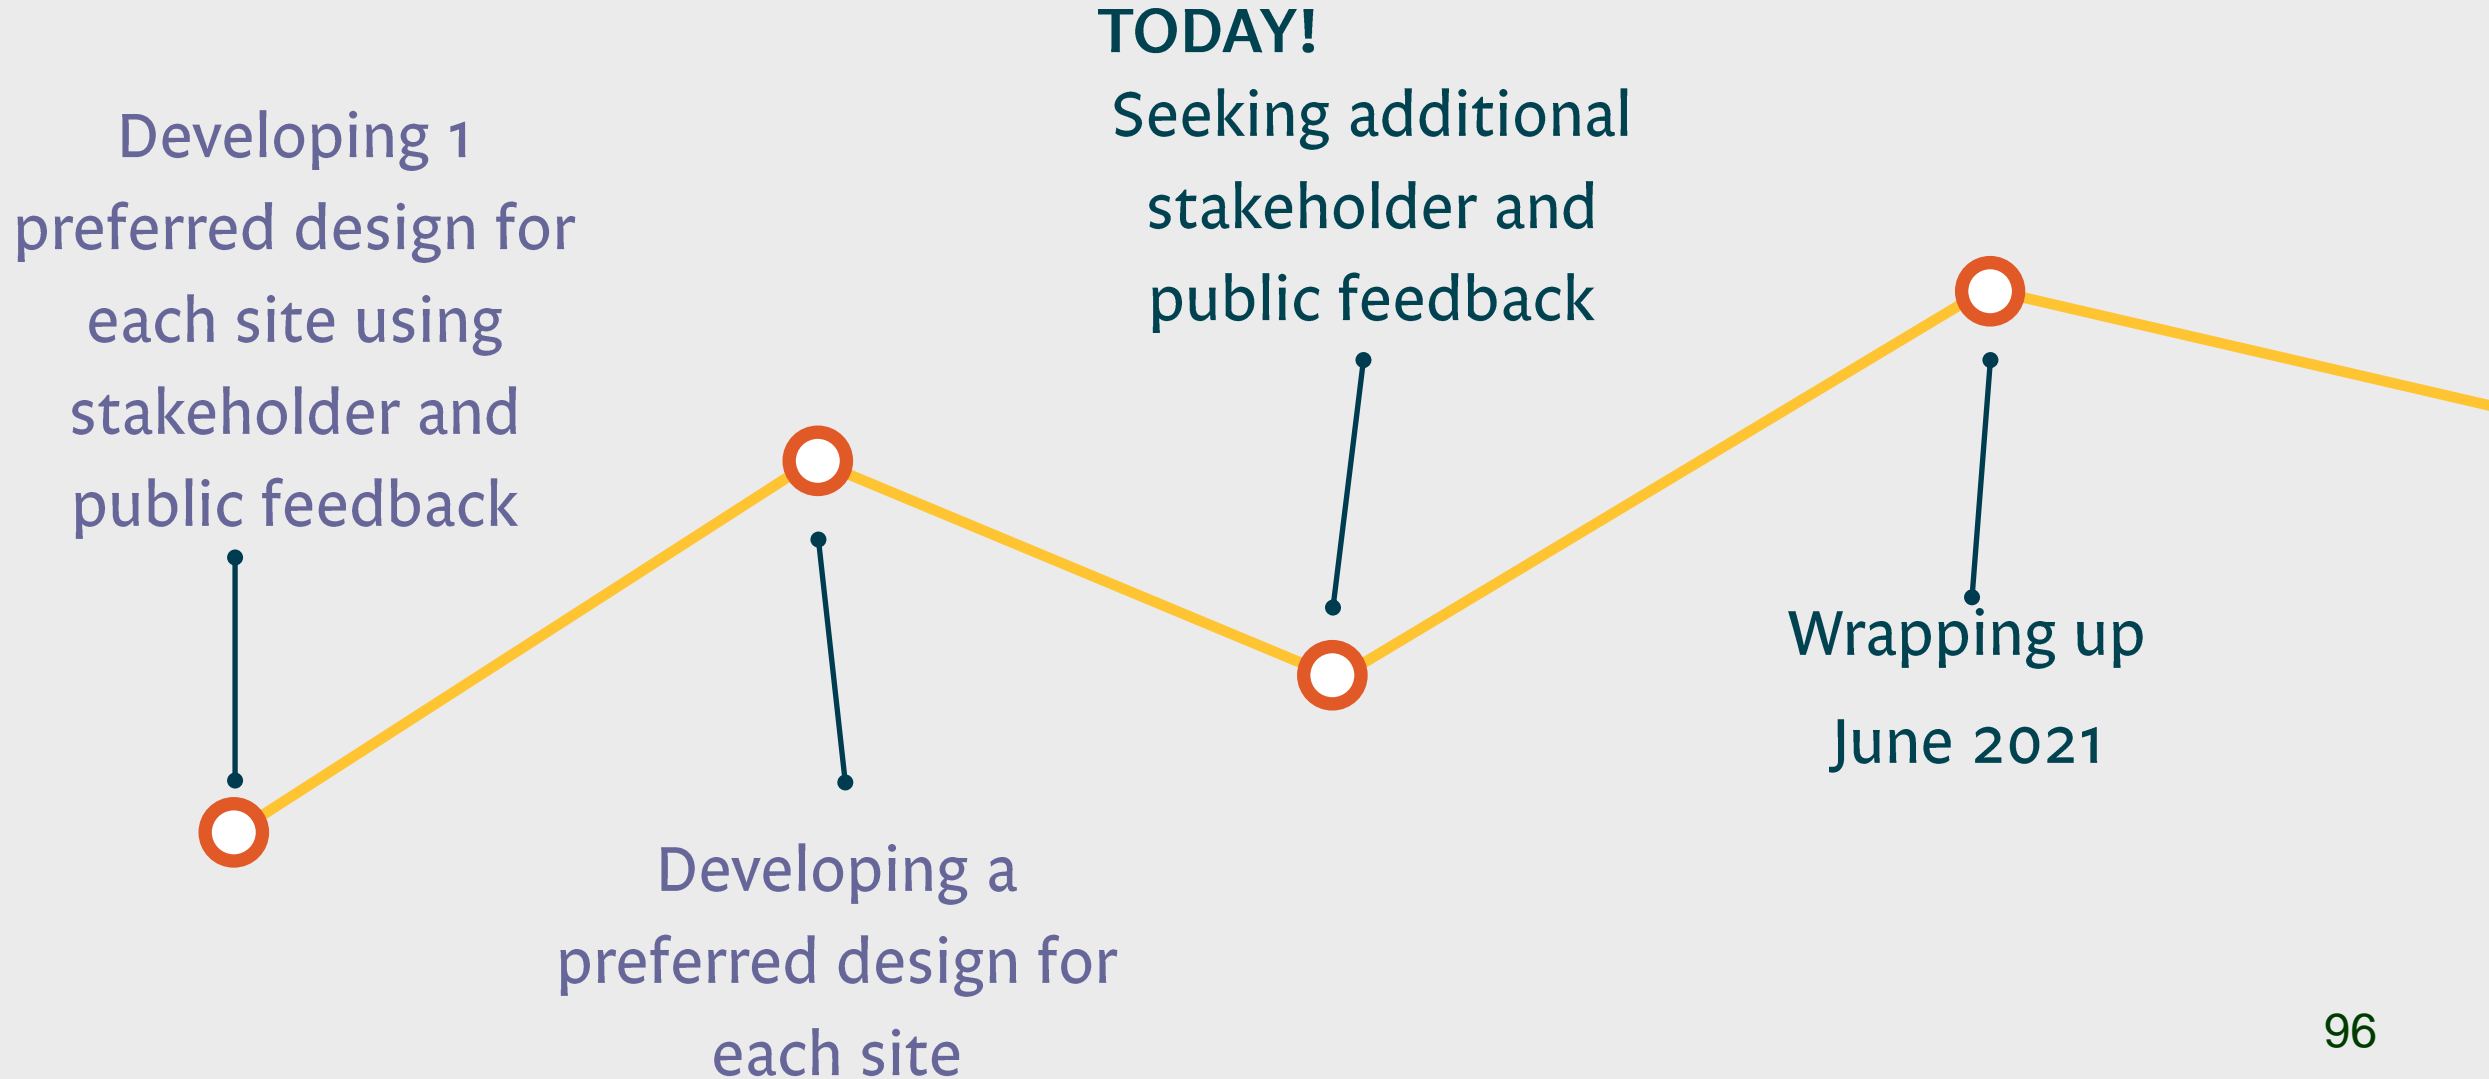 Developing 1
preferred design for
each site using
stakeholder and
public feedback
Developing a
preferred design for
each site
TODAY!
Seeking additional
stakeholder and
public feedback
Wrapping up
June 2021
96